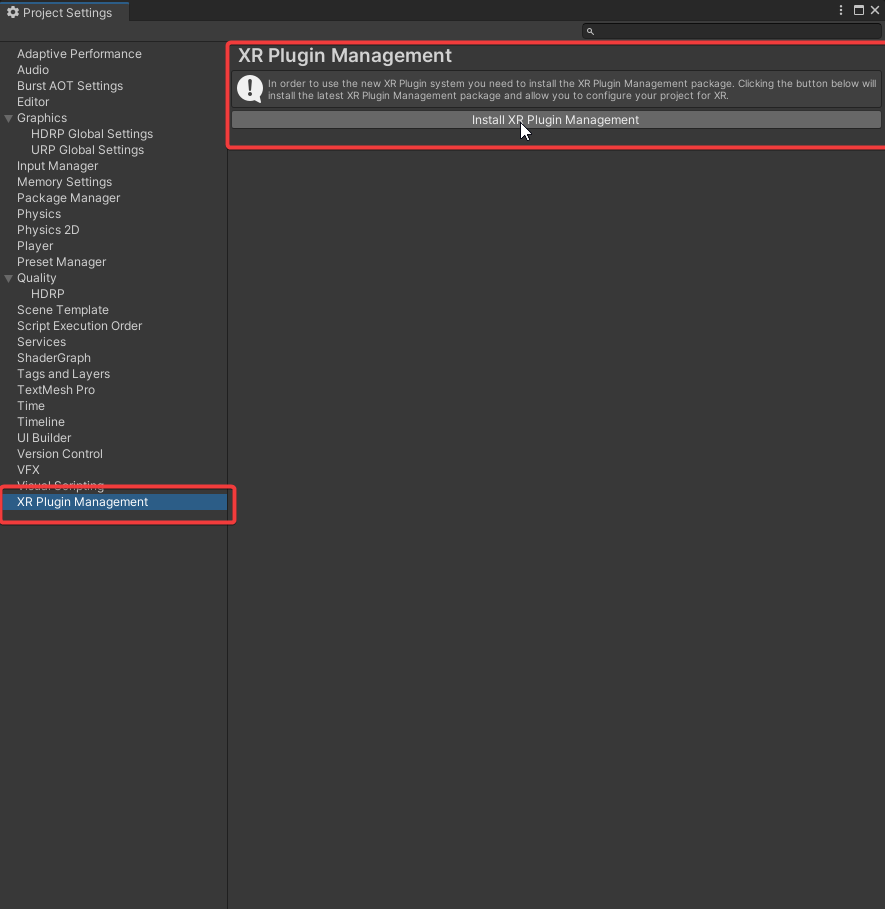 Project Settings
Adaptive Performance
Audio
Burst AOT Settings
Editor
Graphics
HDRP Global Settings
URP Global Settings
Input Manager
Memory Settings
Package Manager
Physics
Physics 2D
Player
Preset Manager
Quality
HDRP
Scene Template
Script Execution Order
Services
ShaderGraph
Tags and Layers
TextMesh Pro
Time
Timeline
UI Builder
Version Control
VFX
Visual Scripting
XR Plugin Management
XR Plugin Management
In order to use the new XR Plugin system you need to install the XR Plugin Management package. Clicking the button below will
install the latest XR Plugin Management package and allow you to configure your project for XR.
Install XR Plugin Management